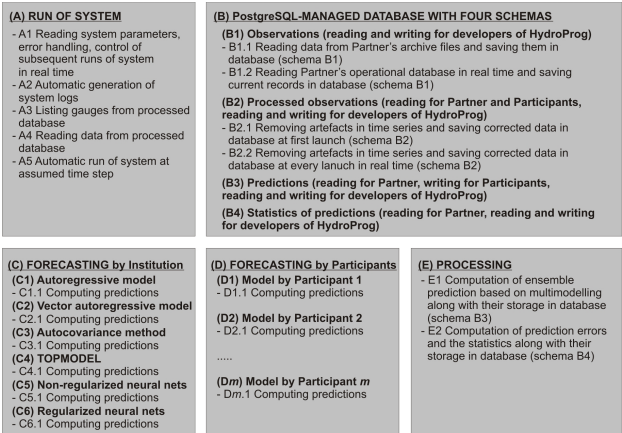 (A) RUN OF SYSTEM
- A1 Reading system parameters,
error handling, control of
subsequent runs of system
in real time
- A2 Automatic generation of
system logs
- A3 Listing gauges from processed
database
- A4 Reading data from processed
database
- A5 Automatic run of system at
assumed time step
(B) PostgreSQL-MANAGED DATABASE WITH FOUR SCHEMAS
(B1) Observations (reading and writing for developers of HydroProg)
- B1.1 Reading data from Partner's archive files and saving them in
database (schema B1)
- B1.2 Reading Partner's operational database in real time and saving
current records in database (schema B1)
(B2) Processed observations (reading for Partner and Participants,
reading and writing for developers of HydroProg)
- B2.1 Removing artefacts in time series and saving corrected data in
database at first launch (schema B2)
- B2.2 Removing artefacts in time series and saving corrected data in
database at every lanuch in real time (schema B2)
(B3) Predictions (reading for Partner, writing for Participants,
reading and writing for developers of HydroProg)
(B4) Statistics of predictions (reading for Partner, reading and writing
for developers of HydroProg)
(C) FORECASTING by Institution
(C1) Autoregressive model
- C1.1 Computing predictions
(C2) Vector autoregressive model
- C2.1 Computing predictions
(C3) Autocovariance method
- C3.1 Computing predictions
(C4) TOPMODEL
- C4.1 Computing predictions
(C5) Non-regularized neural nets
- C5.1 Computing predictions
(C6) Regularized neural nets
- C6.1 Computing predictions
(D) FORECASTING by Participants
(D1) Model by Participant 1
- D1.1 Computing predictions
(D2) Model by Participant 2
- D2.1 Computing predictions
.....
(Dm) Model by Participant m
- Dm.1 Computing predictions
(E) PROCESSING
- E1 Computation of ensemble
prediction based on multimodelling
along with their storage in database
(schema B3)
- E2 Computation of prediction errors
and the statistics along with their
storage in database (schema B4)